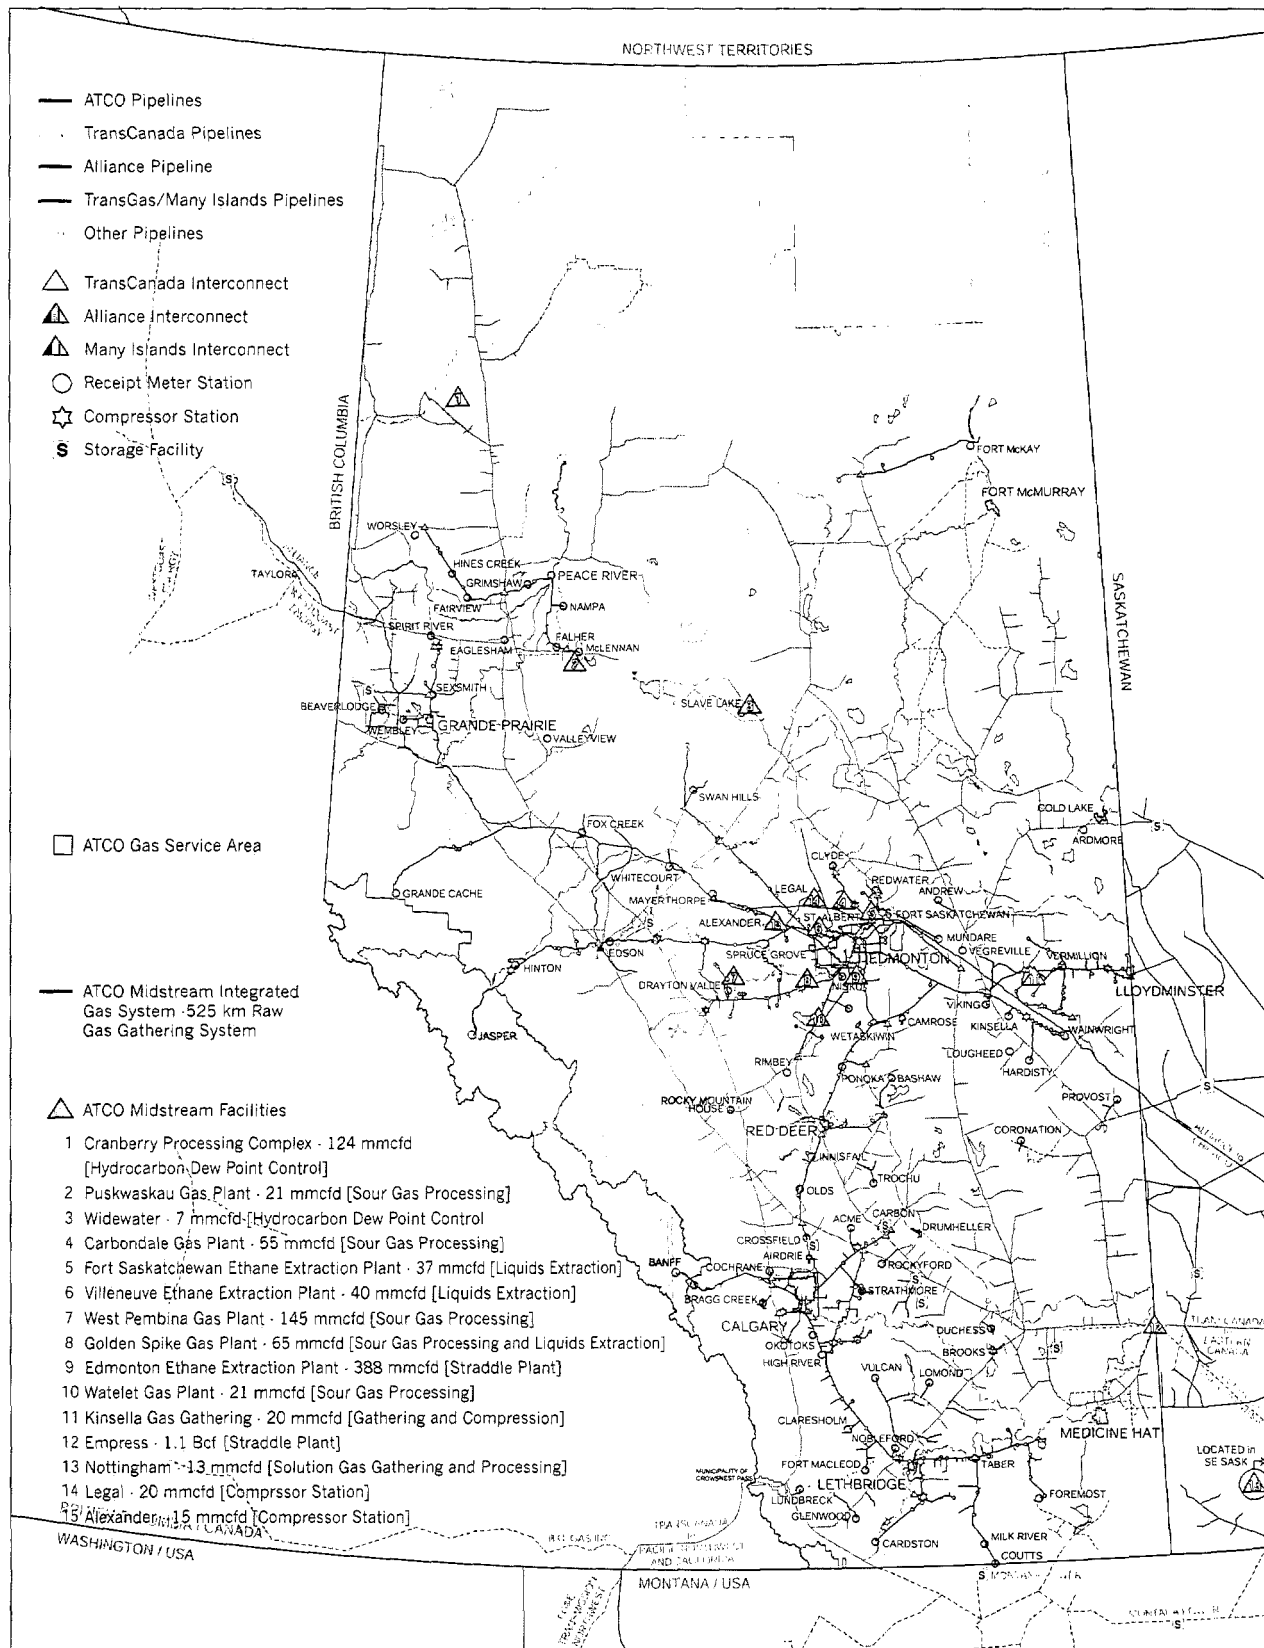 NORTHWEST TERRITORIES
ATCO Pipelines
TransCanada Pipelines
Alliance Pipeline
TransGas/Many Islands Pipelines
Other Pipelines
TransCanada Interconnect
Alliance Interconnect
Many Islands Interconnect
Receipt Meter Station
Compressor Station
S Storage Facility
BRITISH COLUMBIA
SASKATCHEWAN
FORT McKAY
FORT McMURRAY
S
WORSLEY
TAYLOR
HINES CREEK
GRIMSHAW
PEACE RIVER
FAIRVIEW
NAMPA
SPIRIT RIVER
FALHER
EAGLESHAM
McLENNAN
SEXSMITH
S
BEAVERLODGE
SLAVE LAKE
WEMBLEY
GRANDE PRAIRIE
VALLEYVIEW
SWAN HILLS
COLD LAKE
ARDMORE
S
FOX CREEK
ATCO Gas Service Area
CLYDE
WHITECOURT
LEGAL
REDWATER
ANDREW
GRANDE CACHE
MAYERTHORPE
ALEXANDER
ST. ALBERT
S FORT SASKATCHEWAN
S
MUNDARE
EDSON
SPRUCE GROVE
EDMONTON
VEGREVILLE
VERMILLION
HINTON
DRAYTON VALLEY
NISKU
LLOYDMINSTER
ATCO Midstream Integrated
Gas System - 525 km Raw
Gas Gathering System
VIKING
CAMROSE
KINSELLA
WAINWRIGHT
JASPER
WETASKIWIN
LOUGHEED
HARDISTY
RIMBEY
PONOKA
BASHAW
S
PROVOST
ROCKY MOUNTAIN
HOUSE
RED DEER
CORONATION
ATCO Midstream Facilities
1 Cranberry Processing Complex - 124 mmcfd
[Hydrocarbon Dew Point Control]
2 Puskwaskau Gas Plant - 21 mmcfd [Sour Gas Processing]
3 Widewater - 7 mmcfd [Hydrocarbon Dew Point Control
4 Carbondale Gas Plant - 55 mmcfd [Sour Gas Processing]
5 Fort Saskatchewan Ethane Extraction Plant - 37 mmcfd [Liquids Extraction]
6 Villeneuve Ethane Extraction Plant - 40 mmcfd [Liquids Extraction]
7 West Pembina Gas Plant - 145 mmcfd [Sour Gas Processing]
8 Golden Spike Gas Plant - 65 mmcfd [Sour Gas Processing and Liquids Extraction]
9 Edmonton Ethane Extraction Plant - 388 mmcfd [Straddle Plant]
10 Watelet Gas Plant - 21 mmcfd [Sour Gas Processing]
11 Kinsella Gas Gathering - 20 mmcfd [Gathering and Compression]
12 Empress - 1.1 Bcf [Straddle Plant]
13 Nottingham - 13 mmcfd [Solution Gas Gathering and Processing]
14 Legal - 20 mmcfd [Comprssor Station]
15 Alexander - 15 mmcfd [Compressor Station]
INNISFAIL
TROCHU
OLDS
ACME
CARBON
S
DRUMHELLER
CROSSFIELD
S
AIRDRIE
BANFF
COCHRANE
ROCKYFORD
S
BRAGG CREEK
STRATHMORE
S
S
CALGARY
DUCHESS
TRANSCANADA
EASTERN
CANADA
OKOTOKS
BROOKS
S
HIGH RIVER
VULCAN
LOMOND
CLARESHOLM
NOBLEFORD
MEDICINE HAT
LOCATED in
SE SASK
FORT MACLEOD
TABER
MUNICIPALITY OF
CROWSNEST PASS
LETHBRIDGE
LUNDBRECK
FOREMOST
GLENWOOD
CARDSTON
MILK RIVER
COUTTS
TRANSCANADA
PACIFIC NORTHWEST
AND CALIFORNIA
WASHINGTON / USA
MONTANA / USA
S
S